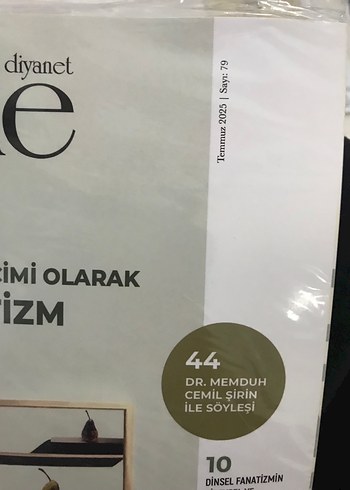 diyanet
e
Temmuz 2025 | Sayı: 79
ÇİMİ OLARAK
TİZM
44
DR. MEMDUH
CEMİL ŞİRİN
İLE SÖYLEŞİ
10
DİNSEL FANATİZMİN